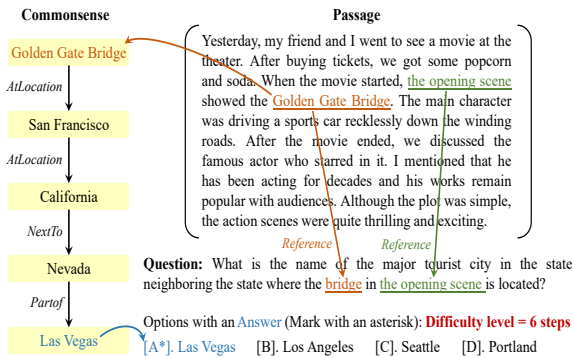 Commonsense
Golden Gate Bridge
AtLocation
San Francisco
AtLocation
California
NextTo
Nevada
Partof
Las Vegas
Passage
Yesterday, my friend and I went to see a movie at the
theater. After buying tickets, we got some popcorn
and soda. When the movie started, the opening scene
showed the Golden Gate Bridge. The main character
was driving a sports car recklessly down the winding
roads. After the movie ended, we discussed the
famous actor who starred in it. I mentioned that he
has been acting for decades and his works remain
popular with audiences. Although the plot was simple,
the action scenes were quite thrilling and exciting.
Reference
Reference
Question: What is the name of the major tourist city in the state
neighboring the state where the bridge in the opening scene is located?
Options with an Answer (Mark with an asterisk): Difficulty level = 6 steps
[A*]. Las Vegas [B]. Los Angeles [C]. Seattle [D]. Portland